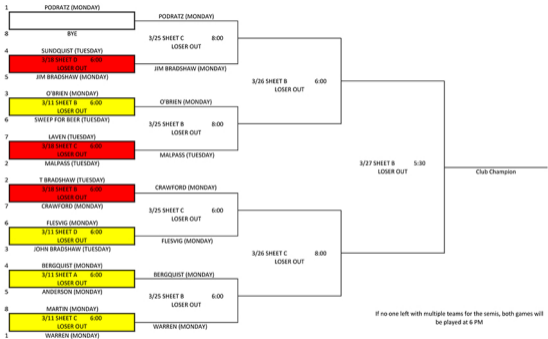 1 PODRATZ (MONDAY)
PODRATZ (MONDAY)
8 BYE
3/25 SHEET C 8:00
LOSER OUT
4 SUNDQUIST (TUESDAY)
3/10 SHEET D 6:00
LOSER OUT
JIM BRADSHAW (MONDAY)
5 JIM BRADSHAW (MONDAY)
3/26 SHEET B 6:00
LOSER OUT
3 O'BRIEN (MONDAY)
O'BRIEN (MONDAY)
3/11 SHEET B 6:00
LOSER OUT
6 SWEEP FOR BEER (TUESDAY)
3/25 SHEET B 8:00
LOSER OUT
7 LAVEN (TUESDAY)
3/10 SHEET C 6:00
LOSER OUT
MALPASS (TUESDAY)
2 MALPASS (TUESDAY)
3/27 SHEET B 5:30
LOSER OUT
Club Champion
2 T BRADSHAW (TUESDAY)
CRAWFORD (MONDAY)
3/10 SHEET B 6:00
LOSER OUT
7 CRAWFORD (MONDAY)
3/25 SHEET C 6:00
LOSER OUT
6 FLESVIG (MONDAY)
3/11 SHEET D 6:00
LOSER OUT
FLESVIG (MONDAY)
3 JOHN BRADSHAW (TUESDAY)
3/26 SHEET C 8:00
LOSER OUT
4 BERGQUIST (MONDAY)
BERGQUIST (MONDAY)
3/11 SHEET A 6:00
LOSER OUT
5 ANDERSON (MONDAY)
3/25 SHEET B 6:00
LOSER OUT
8 MARTIN (MONDAY)
3/11 SHEET C 6:00
LOSER OUT
WARREN (MONDAY)
1 WARREN (MONDAY)
If no one left with multiple teams for the semis, both games will
be played at 6 PM